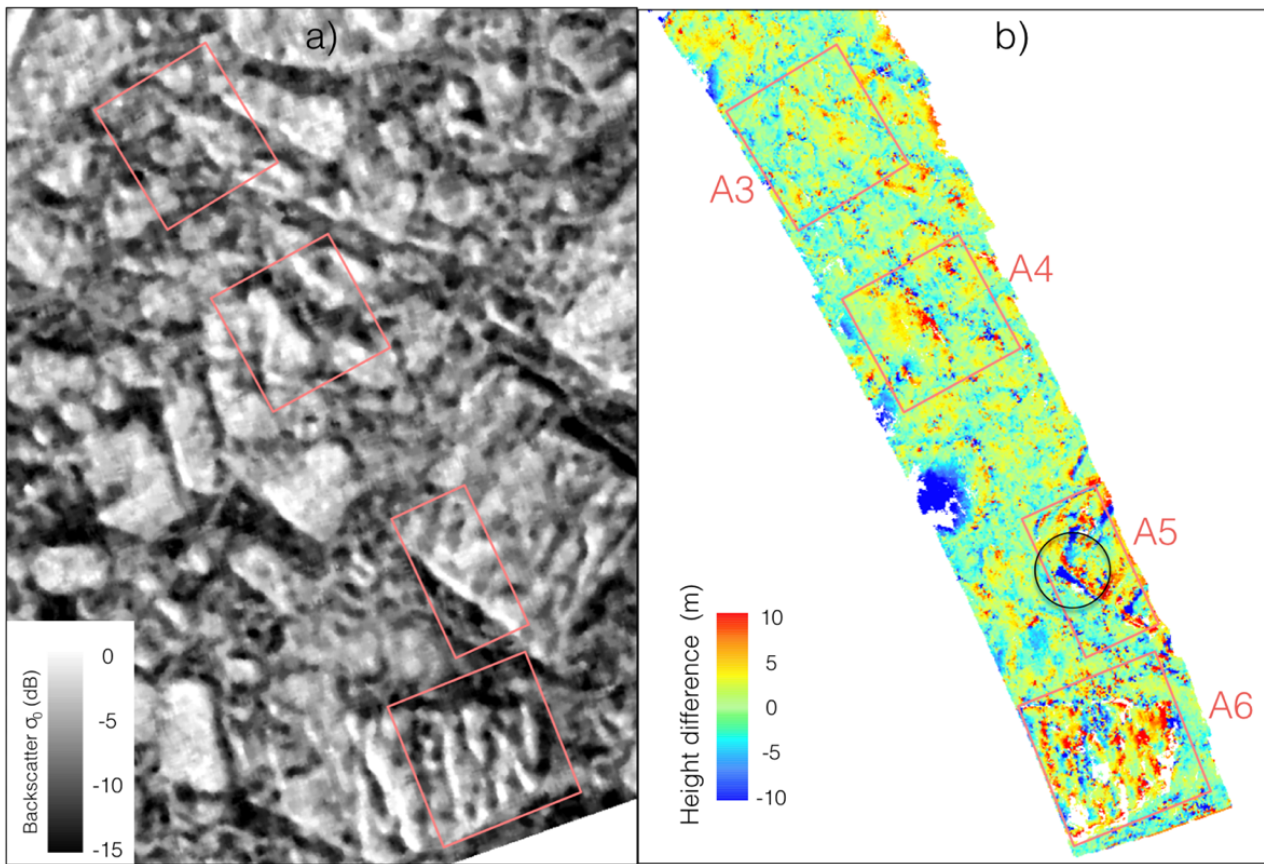 a)
b)
A3
A4
A5
A6
Backscatter σ₀ (dB)
0
-5
-10
-15
Height difference (m)
10
5
0
-5
-10